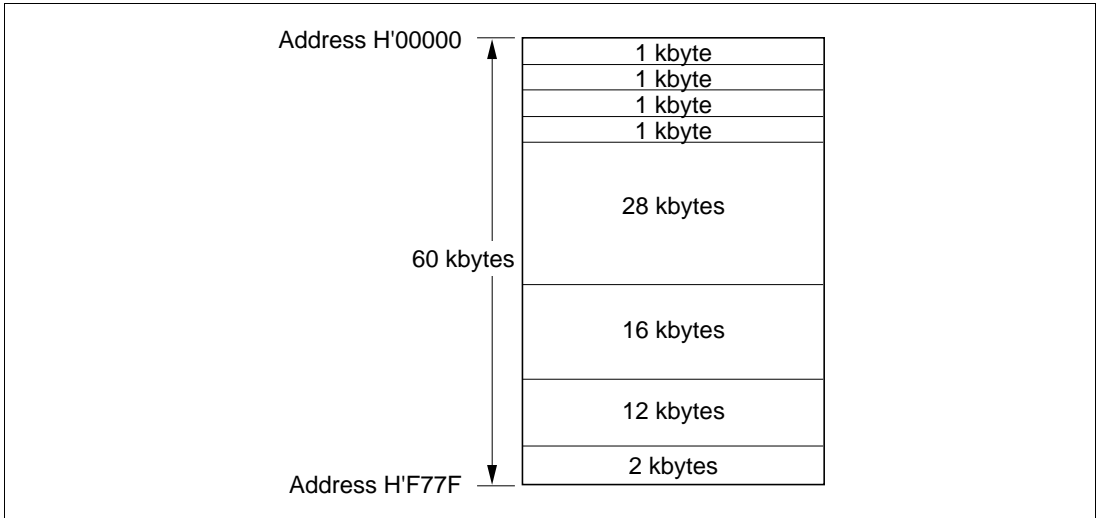 Address H'00000
1 kbyte
1 kbyte
1 kbyte
1 kbyte
28 kbytes
60 kbytes
16 kbytes
12 kbytes
2 kbytes
Address H'F77F